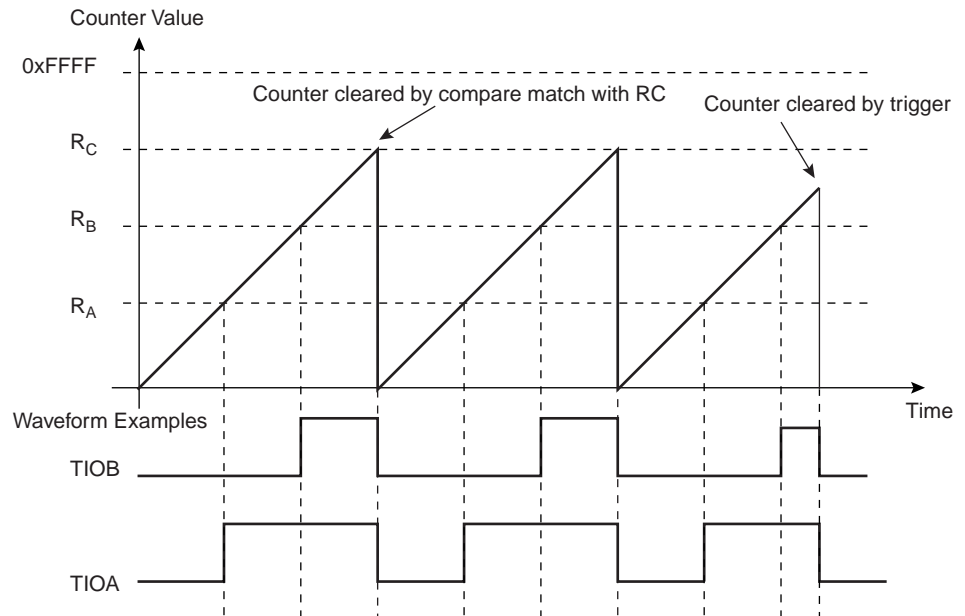 Counter Value
0xFFFF
Counter cleared by compare match with RC
Counter cleared by trigger
RC
RB
RA
Time
Waveform Examples
TIOB
TIOA